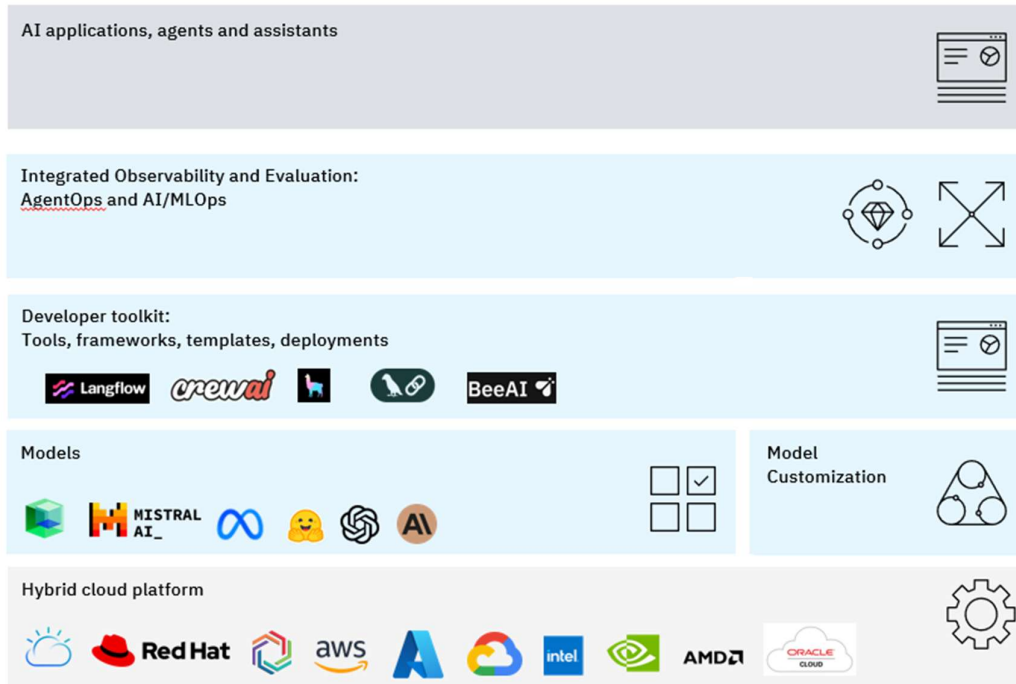 AI applications, agents and assistants
Integrated Observability and Evaluation:
AgentOps and AI/MLOps
Developer toolkit:
Tools, frameworks, templates, deployments
Langflow
crewai
BeeAI
Models
MISTRAL
AI_
AI
Model
Customization
Hybrid cloud platform
Red Hat
aws
intel
AMD
ORACLE
CLOUD